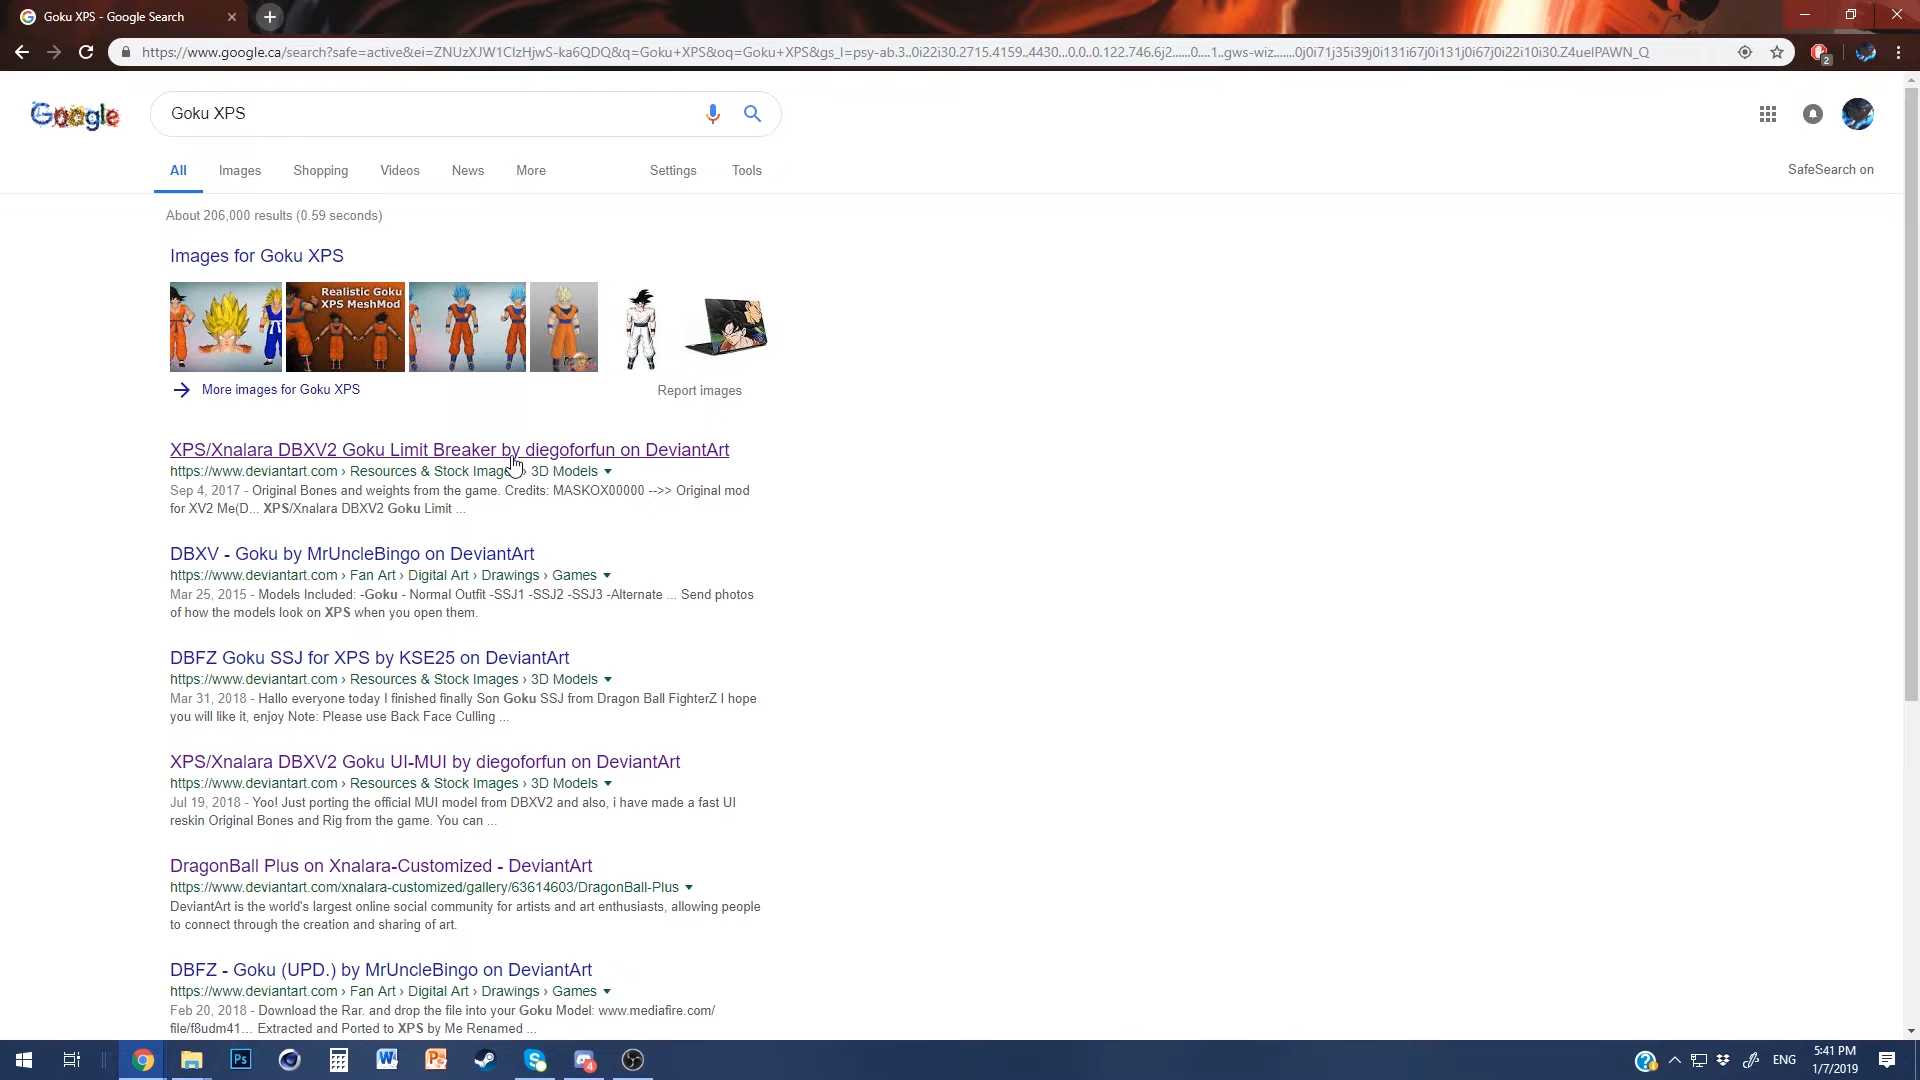 Goku XPS - Google Search
https://www.google.ca/search?safe=active&ei=ZNUzXJW1CIzHjwS-ka6QDQ&q=Goku+XPS&oq=Goku+XPS&gs_l=psy-ab.3..0i22i30.2715.4159..4430...0.0..0.122.746.6j2......0....1..gws-wiz.......0j0i71j35i39j0i131i67j0i131j0i67j0i22i10i30.Z4uelPAWN_Q
2
Google
Goku XPS
All
Images
Shopping
Videos
News
More
Settings
Tools
SafeSearch on
About 206,000 results (0.59 seconds)
Images for Goku XPS
Realistic Goku
XPS MeshMod
More images for Goku XPS
Report images
XPS/Xnalara DBXV2 Goku Limit Breaker by diegoforfun on DeviantArt
https://www.deviantart.com › Resources & Stock Images › 3D Models
Sep 4, 2017 - Original Bones and weights from the game. Credits: MASKOX00000 -->> Original mod
for XV2 Me(D... XPS/Xnalara DBXV2 Goku Limit ...
DBXV - Goku by MrUncleBingo on DeviantArt
https://www.deviantart.com › Fan Art › Digital Art › Drawings › Games
Mar 25, 2015 - Models Included: -Goku - Normal Outfit -SSJ1 -SSJ2 -SSJ3 -Alternate ... Send photos
of how the models look on XPS when you open them.
DBFZ Goku SSJ for XPS by KSE25 on DeviantArt
https://www.deviantart.com › Resources & Stock Images › 3D Models
Mar 31, 2018 - Hallo everyone today I finished finally Son Goku SSJ from Dragon Ball FighterZ I hope
you will like it, enjoy Note: Please use Back Face Culling ...
XPS/Xnalara DBXV2 Goku UI-MUI by diegoforfun on DeviantArt
https://www.deviantart.com › Resources & Stock Images › 3D Models
Jul 19, 2018 - Yoo! Just porting the official MUI model from DBXV2 and also, i have made a fast UI
reskin Original Bones and Rig from the game. You can ...
DragonBall Plus on Xnalara-Customized - DeviantArt
https://www.deviantart.com/xnalara-customized/gallery/63614603/DragonBall-Plus
DeviantArt is the world's largest online social community for artists and art enthusiasts, allowing people
to connect through the creation and sharing of art.
DBFZ - Goku (UPD.) by MrUncleBingo on DeviantArt
https://www.deviantart.com › Fan Art › Digital Art › Drawings › Games
Feb 20, 2018 - Download the Rar. and drop the file into your Goku Model: www.mediafire.com/
file/f8udm41... Extracted and Ported to XPS by Me Renamed ...
Ps
4
ENG
5:41 PM
1/7/2019